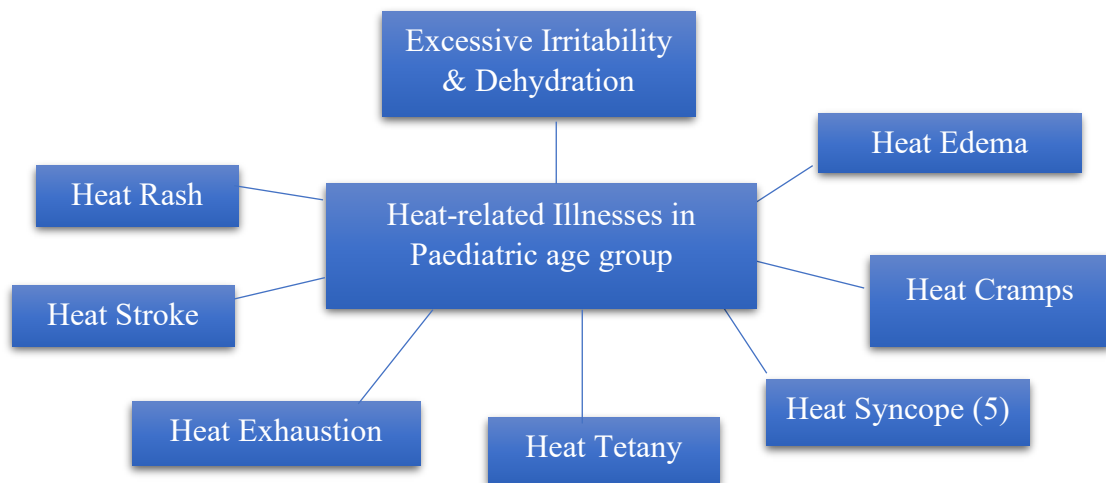 Excessive Irritability
& Dehydration
Heat Edema
Heat Rash
Heat-related Illnesses in
Paediatric age group
Heat Cramps
Heat Stroke
Heat Syncope (5)
Heat Exhaustion
Heat Tetany